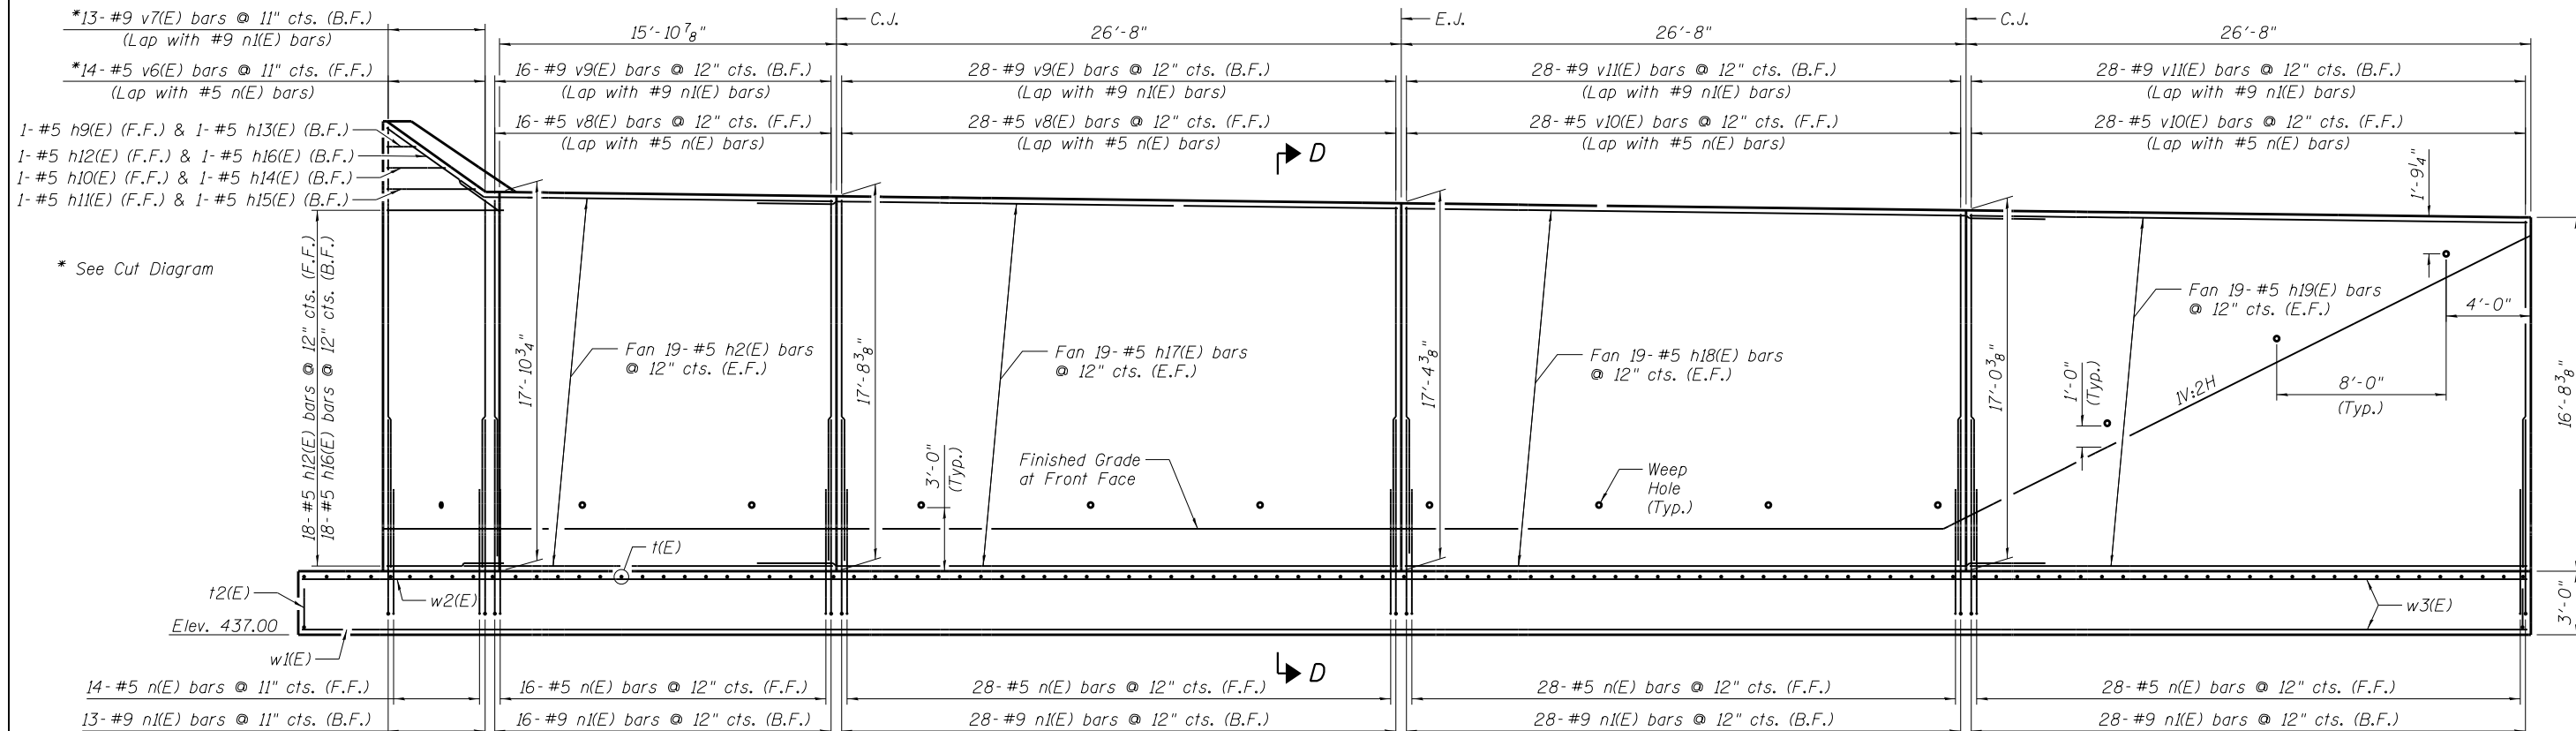 *13-#9 v7(E) bars @ 11" cts. (B.F.)
(Lap with #9 n1(E) bars)
*14-#5 v6(E) bars @ 11" cts. (F.F.)
(Lap with #5 n(E) bars)
15'-10 7/8"
C.J.
26'-8"
E.J.
26'-8"
C.J.
26'-8"
16-#9 v9(E) bars @ 12" cts. (B.F.)
(Lap with #9 n1(E) bars)
16-#5 v8(E) bars @ 12" cts. (F.F.)
(Lap with #5 n(E) bars)
28-#9 v9(E) bars @ 12" cts. (B.F.)
(Lap with #9 n1(E) bars)
28-#5 v8(E) bars @ 12" cts. (F.F.)
(Lap with #5 n(E) bars)
28-#9 v11(E) bars @ 12" cts. (B.F.)
(Lap with #9 n1(E) bars)
28-#5 v10(E) bars @ 12" cts. (F.F.)
(Lap with #5 n(E) bars)
28-#9 v11(E) bars @ 12" cts. (B.F.)
(Lap with #9 n1(E) bars)
28-#5 v10(E) bars @ 12" cts. (F.F.)
(Lap with #5 n(E) bars)
1-#5 h9(E) (F.F.) & 1-#5 h13(E) (B.F.)
1-#5 h12(E) (F.F.) & 1-#5 h16(E) (B.F.)
1-#5 h10(E) (F.F.) & 1-#5 h14(E) (B.F.)
1-#5 h11(E) (F.F.) & 1-#5 h15(E) (B.F.)
* See Cut Diagram
18-#5 h12(E) bars @ 12" cts. (F.F.)
18-#5 h16(E) bars @ 12" cts. (B.F.)
D
17'-10 3/4"
17'-8 3/8"
17'-4 3/8"
17'-0 3/8"
1'-9 1/4"
16'-8 3/8"
Fan 19-#5 h2(E) bars
@ 12" cts. (E.F.)
Fan 19-#5 h17(E) bars
@ 12" cts. (E.F.)
Fan 19-#5 h18(E) bars
@ 12" cts. (E.F.)
Fan 19-#5 h19(E) bars
@ 12" cts. (E.F.)
4'-0"
8'-0"
(Typ.)
1'-0"
(Typ.)
1V:2H
3'-0"
(Typ.)
Finished Grade
at Front Face
Weep
Hole
(Typ.)
t(E)
t2(E)
w2(E)
w3(E)
Elev. 437.00
w1(E)
3'-0"
D
14-#5 n(E) bars @ 11" cts. (F.F.)
13-#9 n1(E) bars @ 11" cts. (B.F.)
16-#5 n(E) bars @ 12" cts. (F.F.)
16-#9 n1(E) bars @ 12" cts. (B.F.)
28-#5 n(E) bars @ 12" cts. (F.F.)
28-#9 n1(E) bars @ 12" cts. (B.F.)
28-#5 n(E) bars @ 12" cts. (F.F.)
28-#9 n1(E) bars @ 12" cts. (B.F.)
28-#5 n(E) bars @ 12" cts. (F.F.)
28-#9 n1(E) bars @ 12" cts. (B.F.)